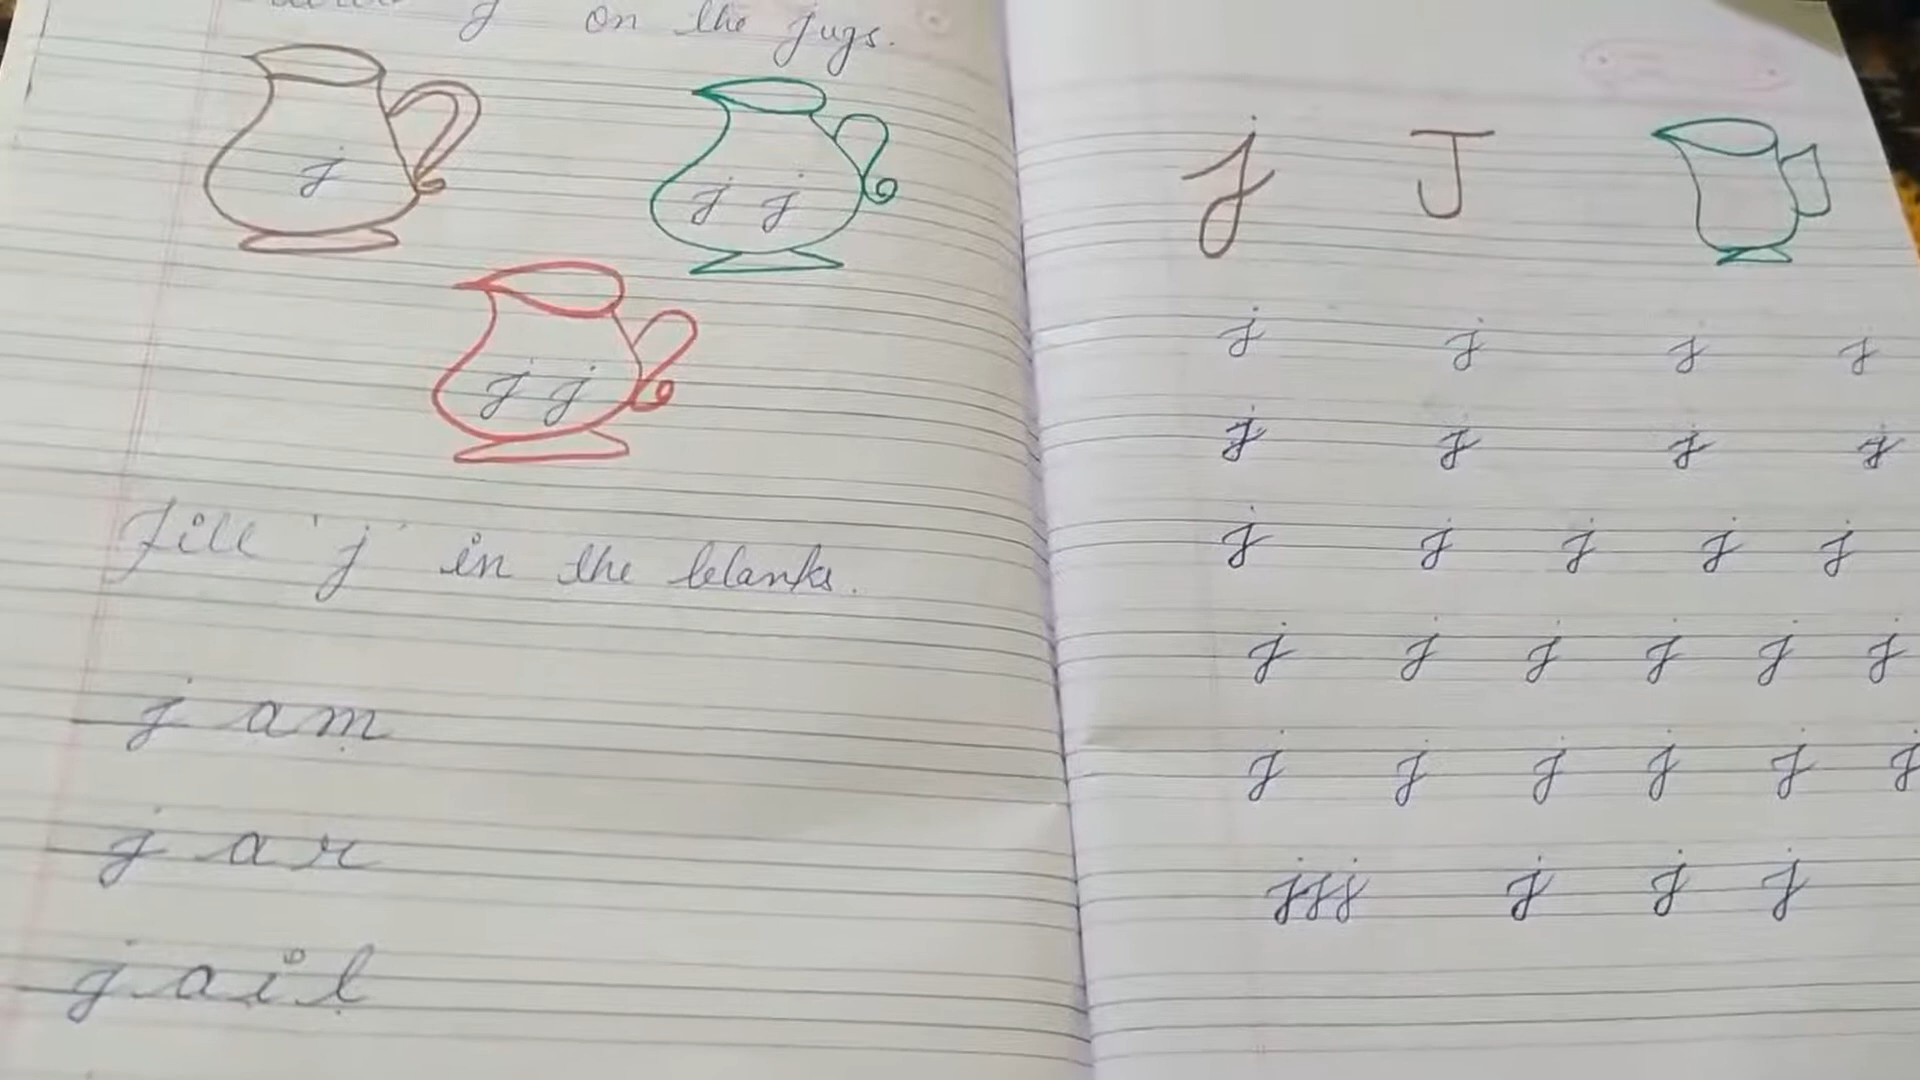 j on the jugs.
j
j j
j j
fill 'j' in the blanks.
j am
j ar
j ail
j J
j j j j
j j j j
j j j j j
j j j j j j
j j j j j j
jjj j j j